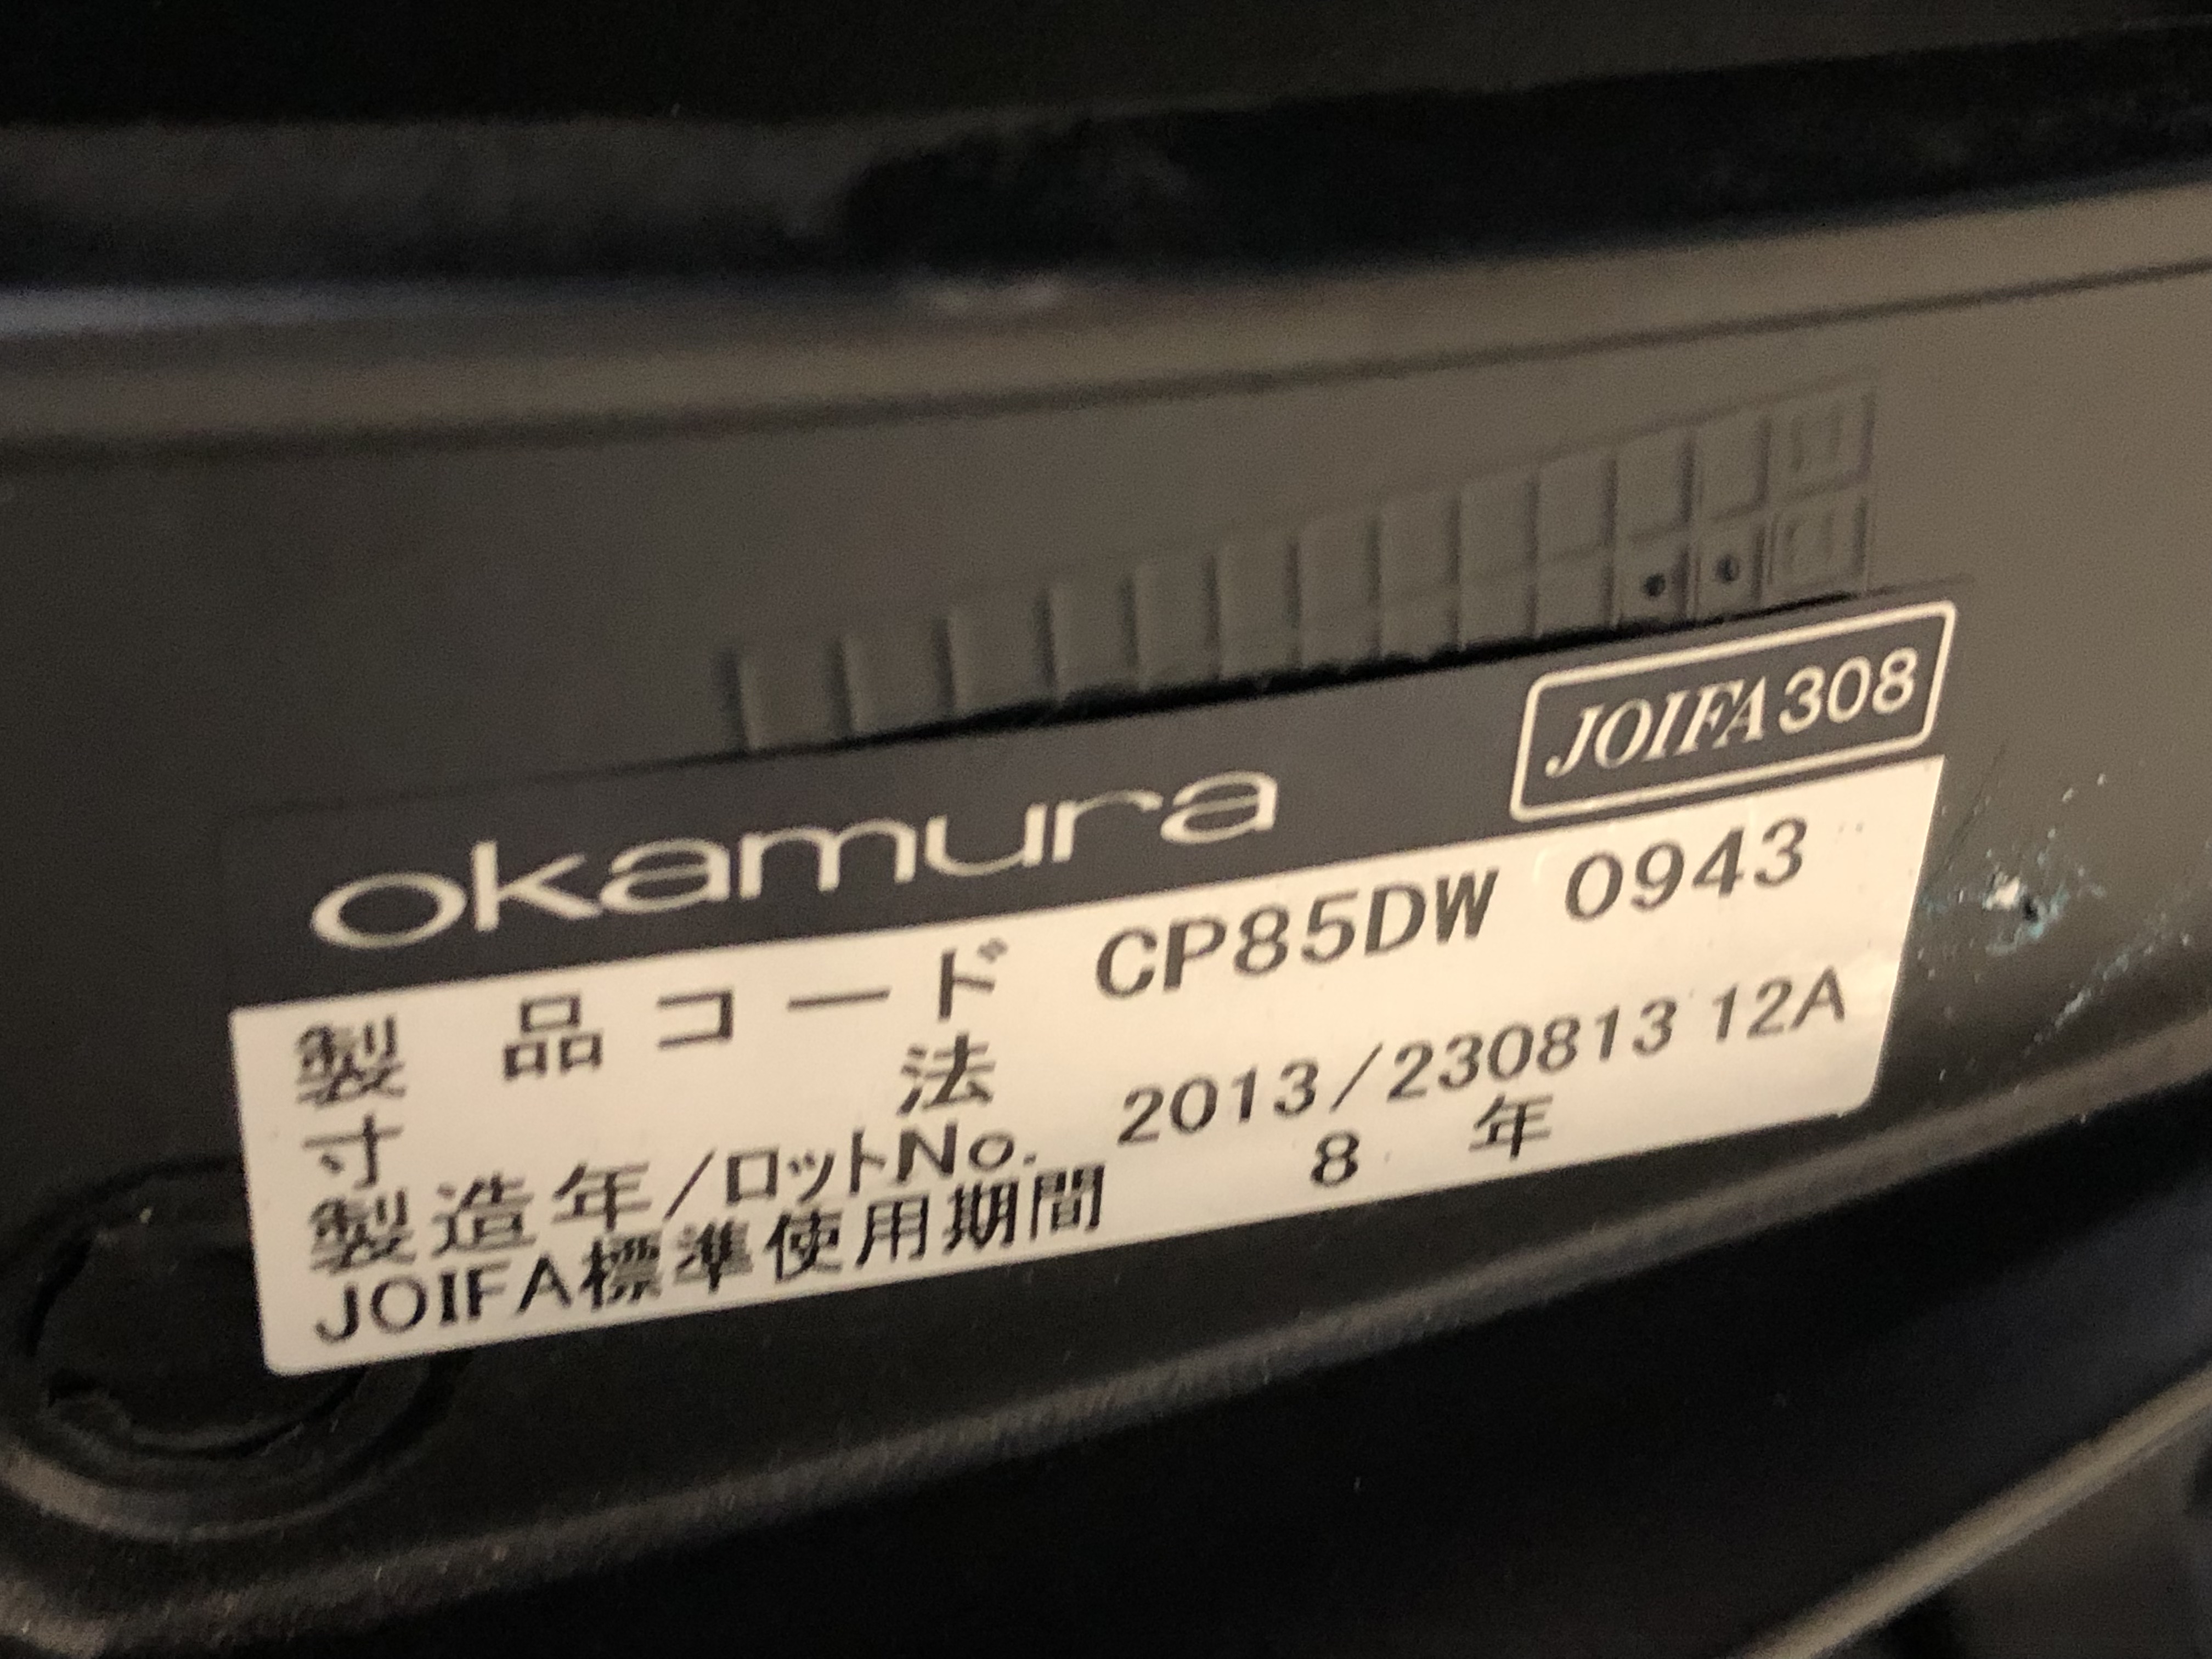 okamura
JOIFA308
製品コード CP85DW 0943
寸法
製造年/ロットNo. 2013/230813 12A
JOIFA標準使用期間 8 年